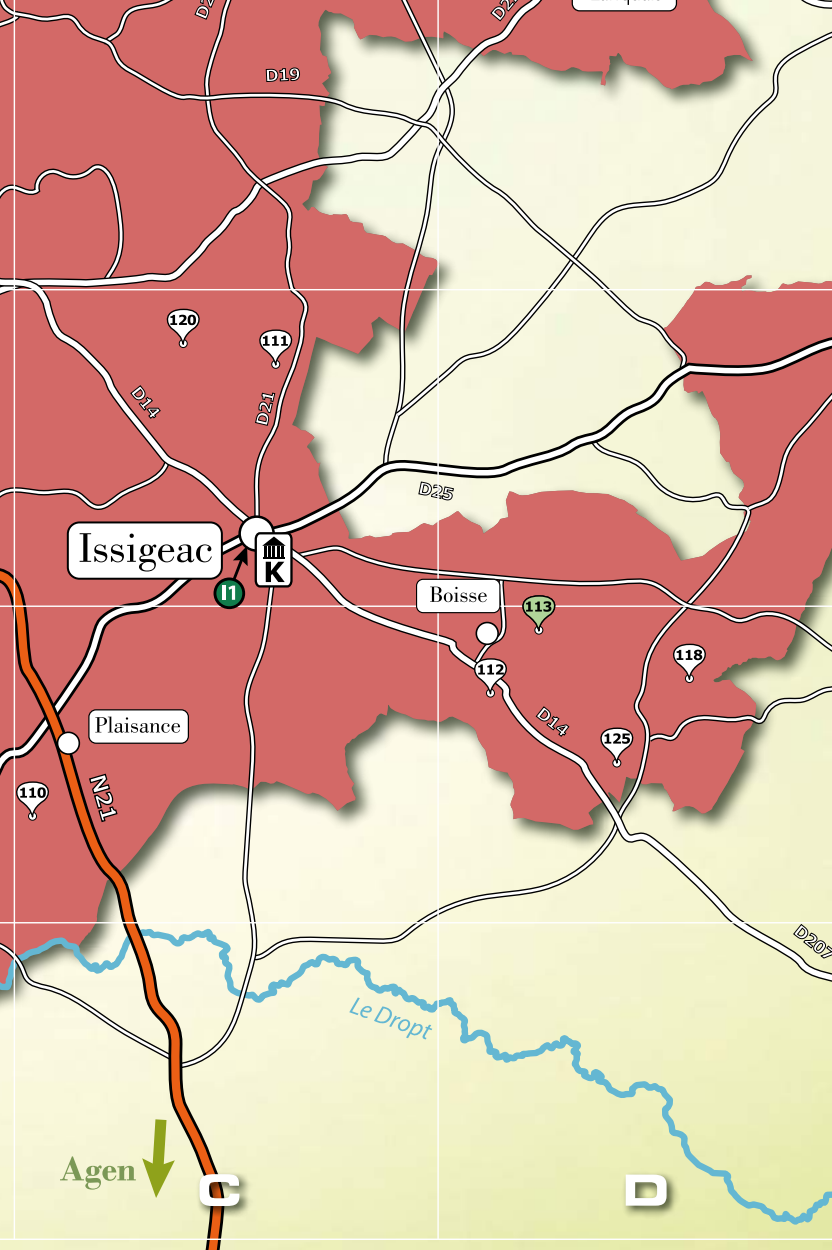 D19
120
111
D14
D21
D25
Issigeac
K
I1
Boisse
113
112
118
D14
125
Plaisance
N21
110
D207
Le Dropt
Agen
C
D